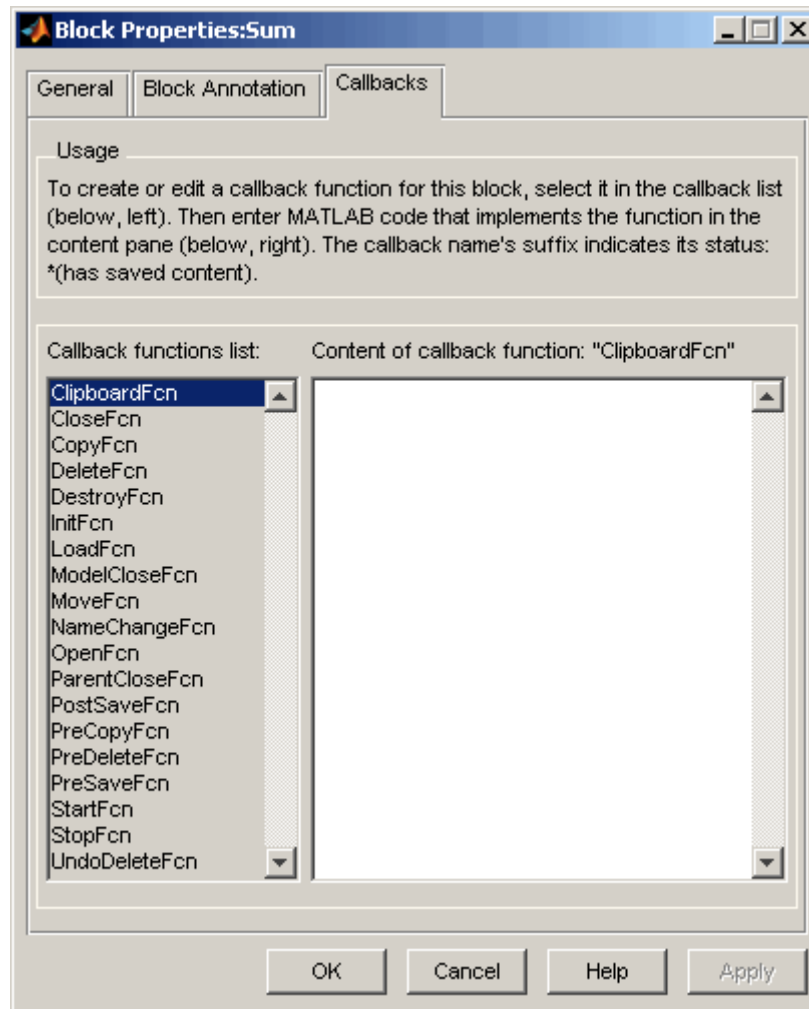 Block Properties:Sum
General
Block Annotation
Callbacks
Usage
To create or edit a callback function for this block, select it in the callback list
(below, left). Then enter MATLAB code that implements the function in the
content pane (below, right). The callback name's suffix indicates its status:
*(has saved content).
Callback functions list:
Content of callback function: "ClipboardFcn"
ClipboardFcn
CloseFcn
CopyFcn
DeleteFcn
DestroyFcn
InitFcn
LoadFcn
ModelCloseFcn
MoveFcn
NameChangeFcn
OpenFcn
ParentCloseFcn
PostSaveFcn
PreCopyFcn
PreDeleteFcn
PreSaveFcn
StartFcn
StopFcn
UndoDeleteFcn
OK
Cancel
Help
Apply